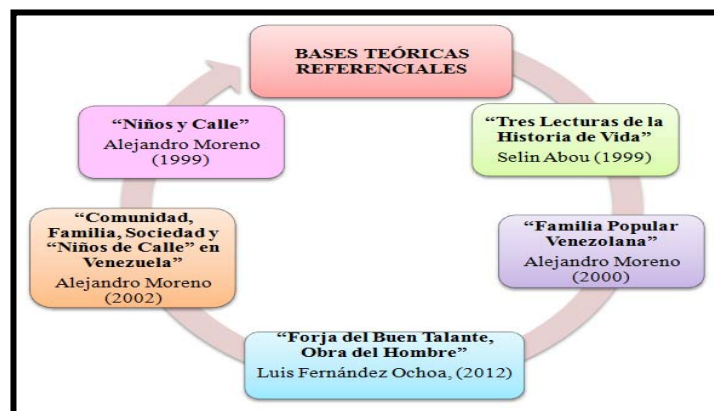 BASES TEÓRICAS
REFERENCIALES
“Tres Lecturas de la
Historia de Vida”
Selin Abou (1999)
“Familia Popular
Venezolana”
Alejandro Moreno
(2000)
“Forja del Buen Talante,
Obra del Hombre”
Luis Fernández Ochoa, (2012)
“Comunidad,
Familia, Sociedad y
“Niños de Calle” en
Venezuela”
Alejandro Moreno
(2002)
“Niños y Calle”
Alejandro Moreno
(1999)